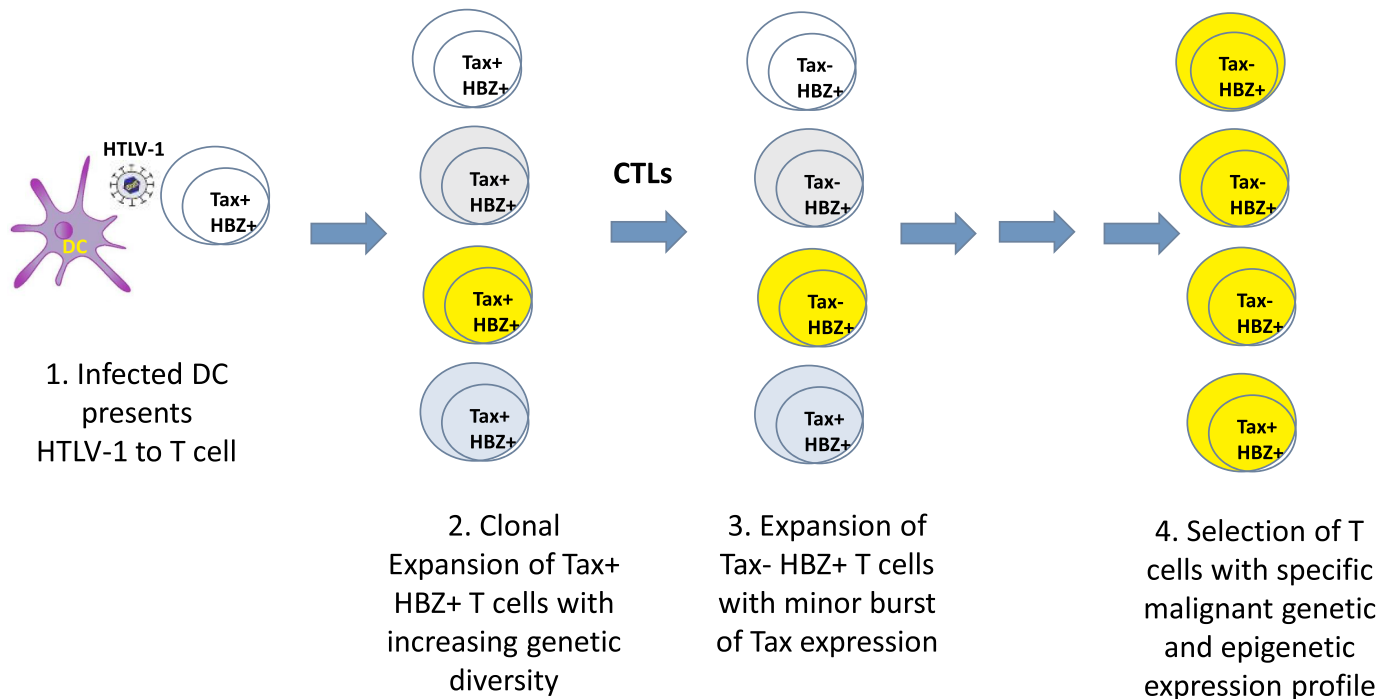 HTLV-1
DC
Tax+
HBZ+
1. Infected DC
presents
HTLV-1 to T cell
Tax+
HBZ+
Tax+
HBZ+
Tax+
HBZ+
Tax+
HBZ+
2. Clonal
Expansion of Tax+
HBZ+ T cells with
increasing genetic
diversity
CTLs
Tax-
HBZ+
Tax-
HBZ+
Tax-
HBZ+
Tax+
HBZ+
3. Expansion of
Tax- HBZ+ T cells
with minor burst
of Tax expression
Tax-
HBZ+
Tax-
HBZ+
Tax-
HBZ+
Tax+
HBZ+
4. Selection of T
cells with specific
malignant genetic
and epigenetic
expression profile